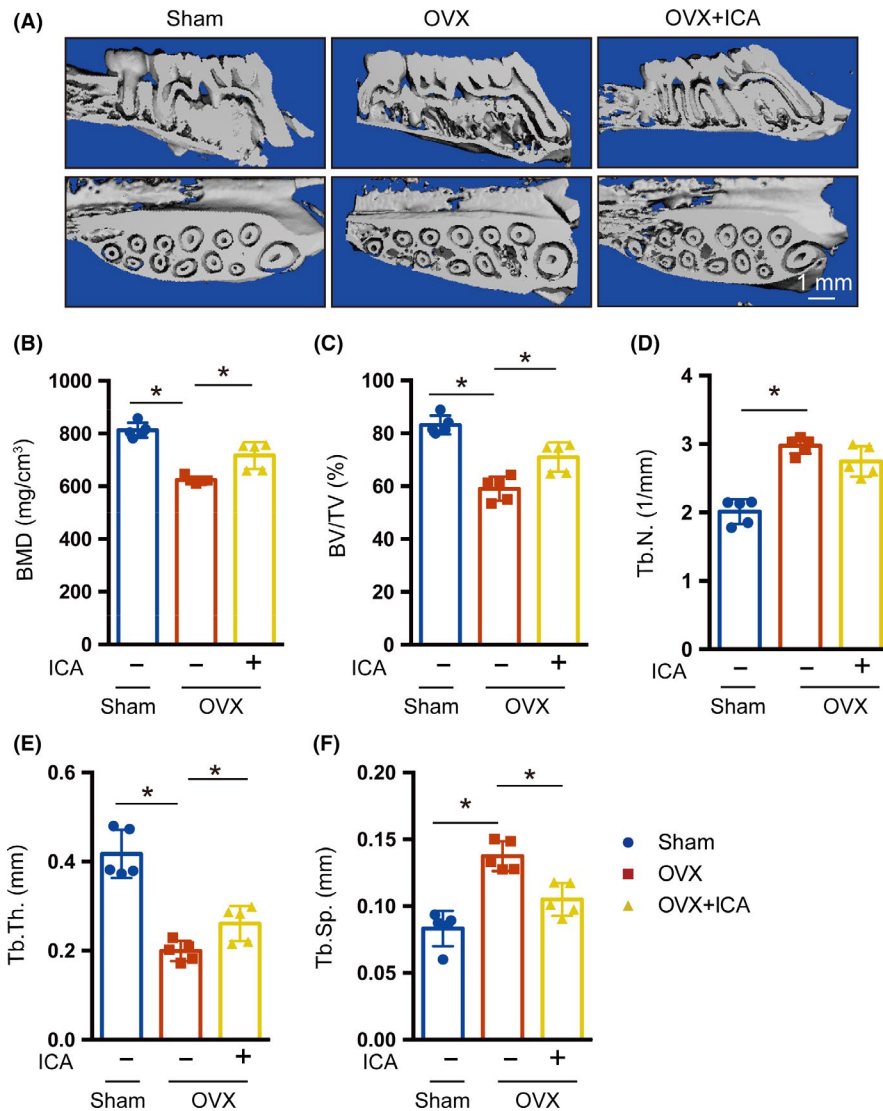 (A)
Sham OVX OVX+ICA
1 mm
(B)
BMD (mg/cm³)
1000
800
600
400
200
0
*
*
ICA − − +
Sham OVX
(C)
BV/TV (%)
100
80
60
40
20
0
*
*
ICA − − +
Sham OVX
(D)
Tb.N. (1/mm)
4
3
2
1
0
*
ICA − − +
Sham OVX
(E)
Tb.Th. (mm)
0.6
0.4
0.2
0.0
*
*
ICA − − +
Sham OVX
(F)
Tb.Sp. (mm)
0.20
0.15
0.10
0.05
0.00
*
*
ICA − − +
Sham OVX
Sham
OVX
OVX+ICA